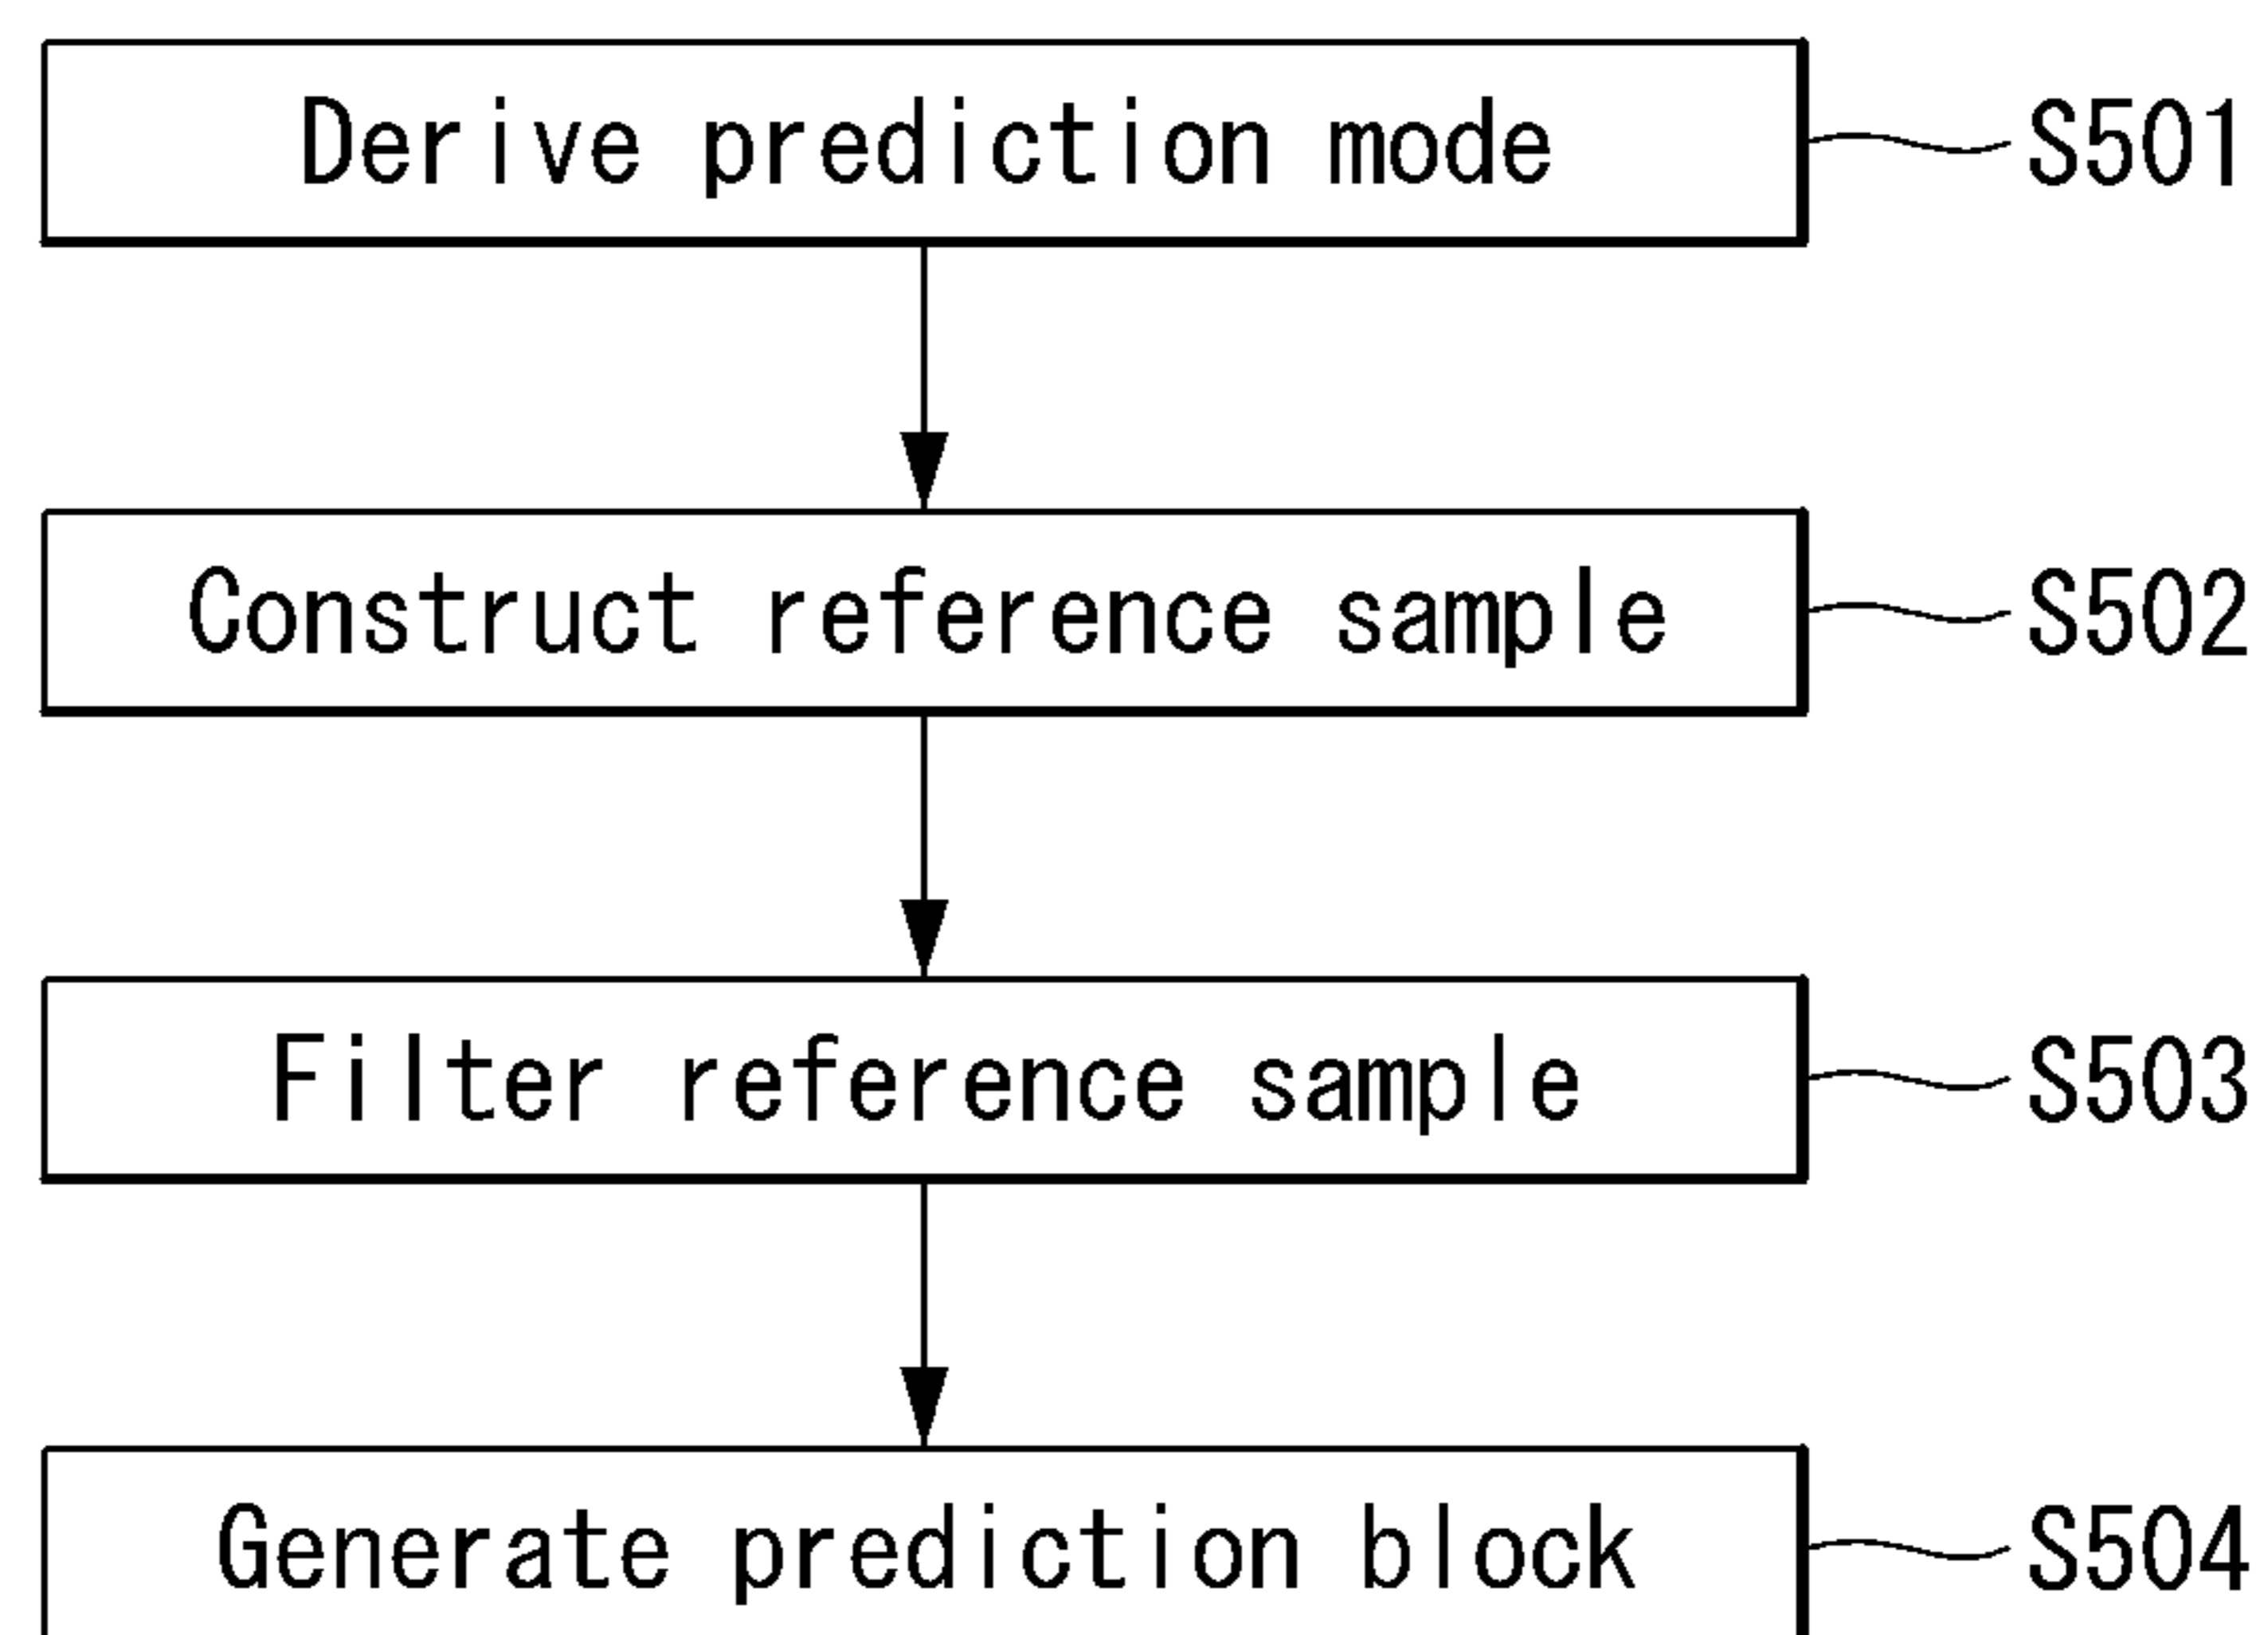 Derive prediction mode S501
Construct reference sample S502
Filter reference sample S503
Generate prediction block S504